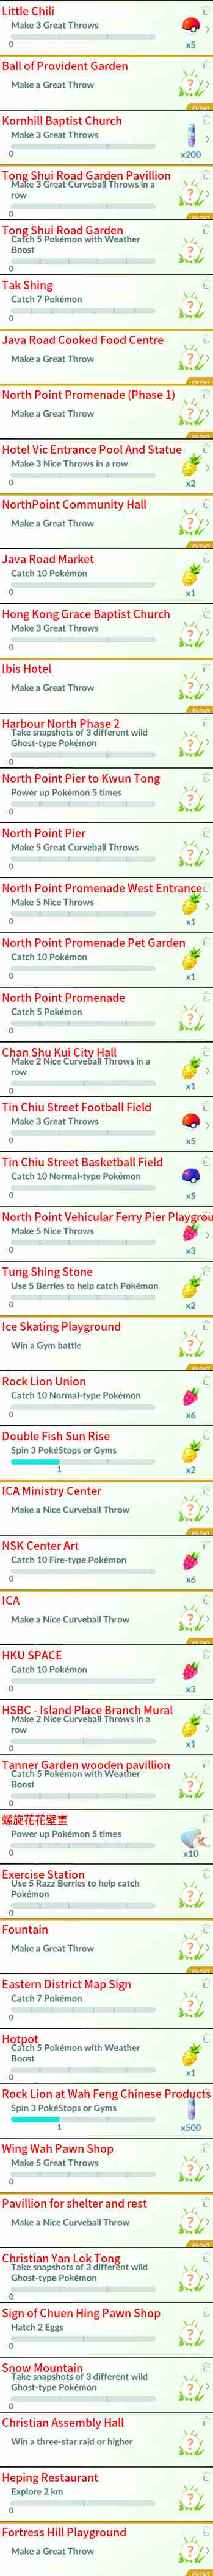 Little Chili
Make 3 Great Throws
0
x5
Ball of Provident Garden
Make a Great Throw
EVENT
Kornhill Baptist Church
Make 3 Great Throws
0
x200
Tong Shui Road Garden Pavillion
Make 3 Great Curveball Throws in a
row
0
Tong Shui Road Garden
Catch 5 Pokémon with Weather
Boost
0
Tak Shing
Catch 7 Pokémon
0
Java Road Cooked Food Centre
Make a Great Throw
EVENT
North Point Promenade (Phase 1)
Make a Great Throw
EVENT
Hotel Vic Entrance Pool And Statue
Make 3 Nice Throws in a row
0
x2
NorthPoint Community Hall
Make a Great Throw
EVENT
Java Road Market
Catch 10 Pokémon
0
x1
Hong Kong Grace Baptist Church
Make 3 Great Throws
0
Ibis Hotel
Make a Great Throw
EVENT
Harbour North Phase 2
Take snapshots of 3 different wild
Ghost-type Pokémon
0
North Point Pier to Kwun Tong
Power up Pokémon 5 times
0
North Point Pier
Make 5 Great Curveball Throws
0
North Point Promenade West Entrance
Make 5 Nice Throws
0
x1
North Point Promenade Pet Garden
Catch 10 Pokémon
0
x1
North Point Promenade
Catch 5 Pokémon
0
Chan Shu Kui City Hall
Make 2 Nice Curveball Throws in a
row
0
x1
Tin Chiu Street Football Field
Make 3 Great Throws
0
x5
Tin Chiu Street Basketball Field
Catch 10 Normal-type Pokémon
0
x5
North Point Vehicular Ferry Pier Playgrou
Make 5 Nice Throws
0
x3
Tung Shing Stone
Use 5 Berries to help catch Pokémon
0
x2
Ice Skating Playground
Win a Gym battle
EVENT
Rock Lion Union
Catch 10 Normal-type Pokémon
0
x6
Double Fish Sun Rise
Spin 3 PokéStops or Gyms
1
x2
ICA Ministry Center
Make a Nice Curveball Throw
EVENT
NSK Center Art
Catch 10 Fire-type Pokémon
0
x6
ICA
Make a Nice Curveball Throw
EVENT
HKU SPACE
Catch 10 Pokémon
0
x3
HSBC - Island Place Branch Mural
Make 2 Nice Curveball Throws in a
row
0
x1
Tanner Garden wooden pavillion
Catch 5 Pokémon with Weather
Boost
0
螺旋花花壁畫
Power up Pokémon 5 times
0
x10
Exercise Station
Use 5 Razz Berries to help catch
Pokémon
0
Fountain
Make a Great Throw
EVENT
Eastern District Map Sign
Catch 7 Pokémon
0
Hotpot
Catch 5 Pokémon with Weather
Boost
0
x1
Rock Lion at Wah Feng Chinese Products
Spin 3 PokéStops or Gyms
1
x500
Wing Wah Pawn Shop
Make 5 Great Throws
0
Pavillion for shelter and rest
Make a Nice Curveball Throw
EVENT
Christian Yan Lok Tong
Take snapshots of 3 different wild
Ghost-type Pokémon
0
Sign of Chuen Hing Pawn Shop
Hatch 2 Eggs
0
Snow Mountain
Take snapshots of 3 different wild
Ghost-type Pokémon
0
Christian Assembly Hall
Win a three-star raid or higher
Heping Restaurant
Explore 2 km
0
Fortress Hill Playground
Make a Great Throw
EVENT